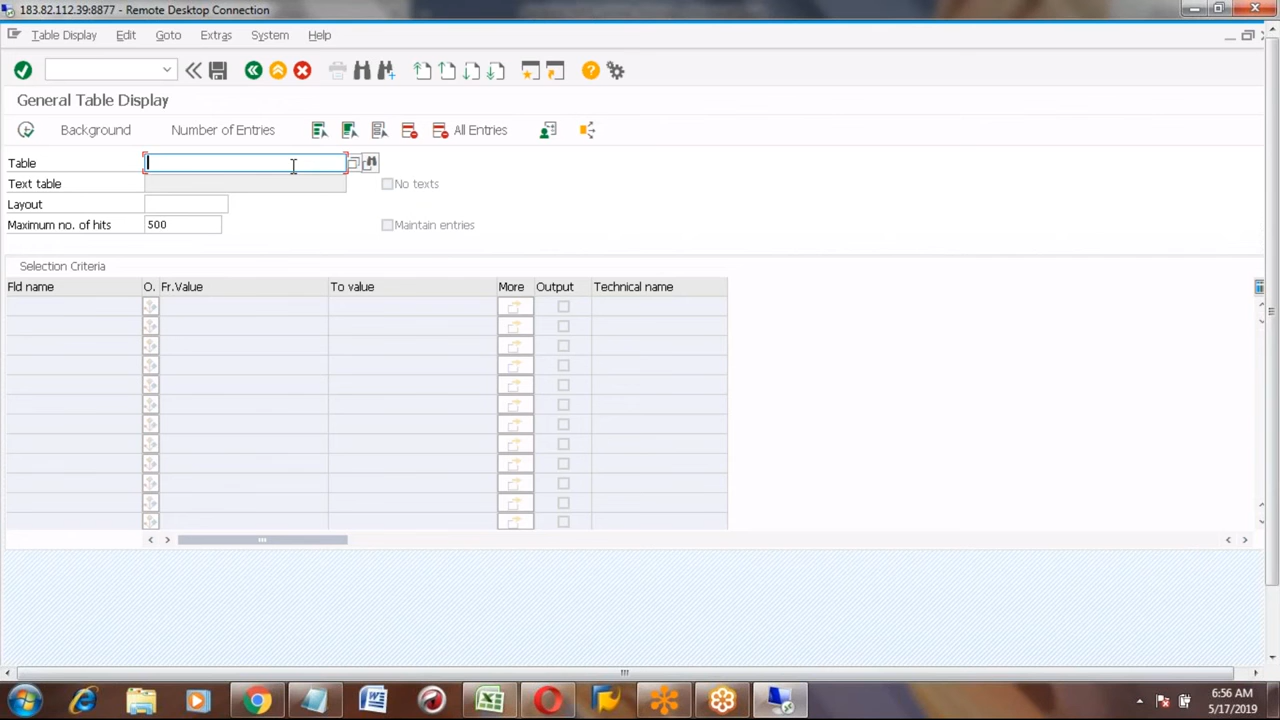 183.82.112.39:8877 - Remote Desktop Connection
Table Display Edit Goto Extras System Help
General Table Display
Background Number of Entries All Entries
Table
Text table No texts
Layout
Maximum no. of hits 500 Maintain entries
Selection Criteria
Fld name O. Fr.Value To value More Output Technical name
6:56 AM
5/17/2019